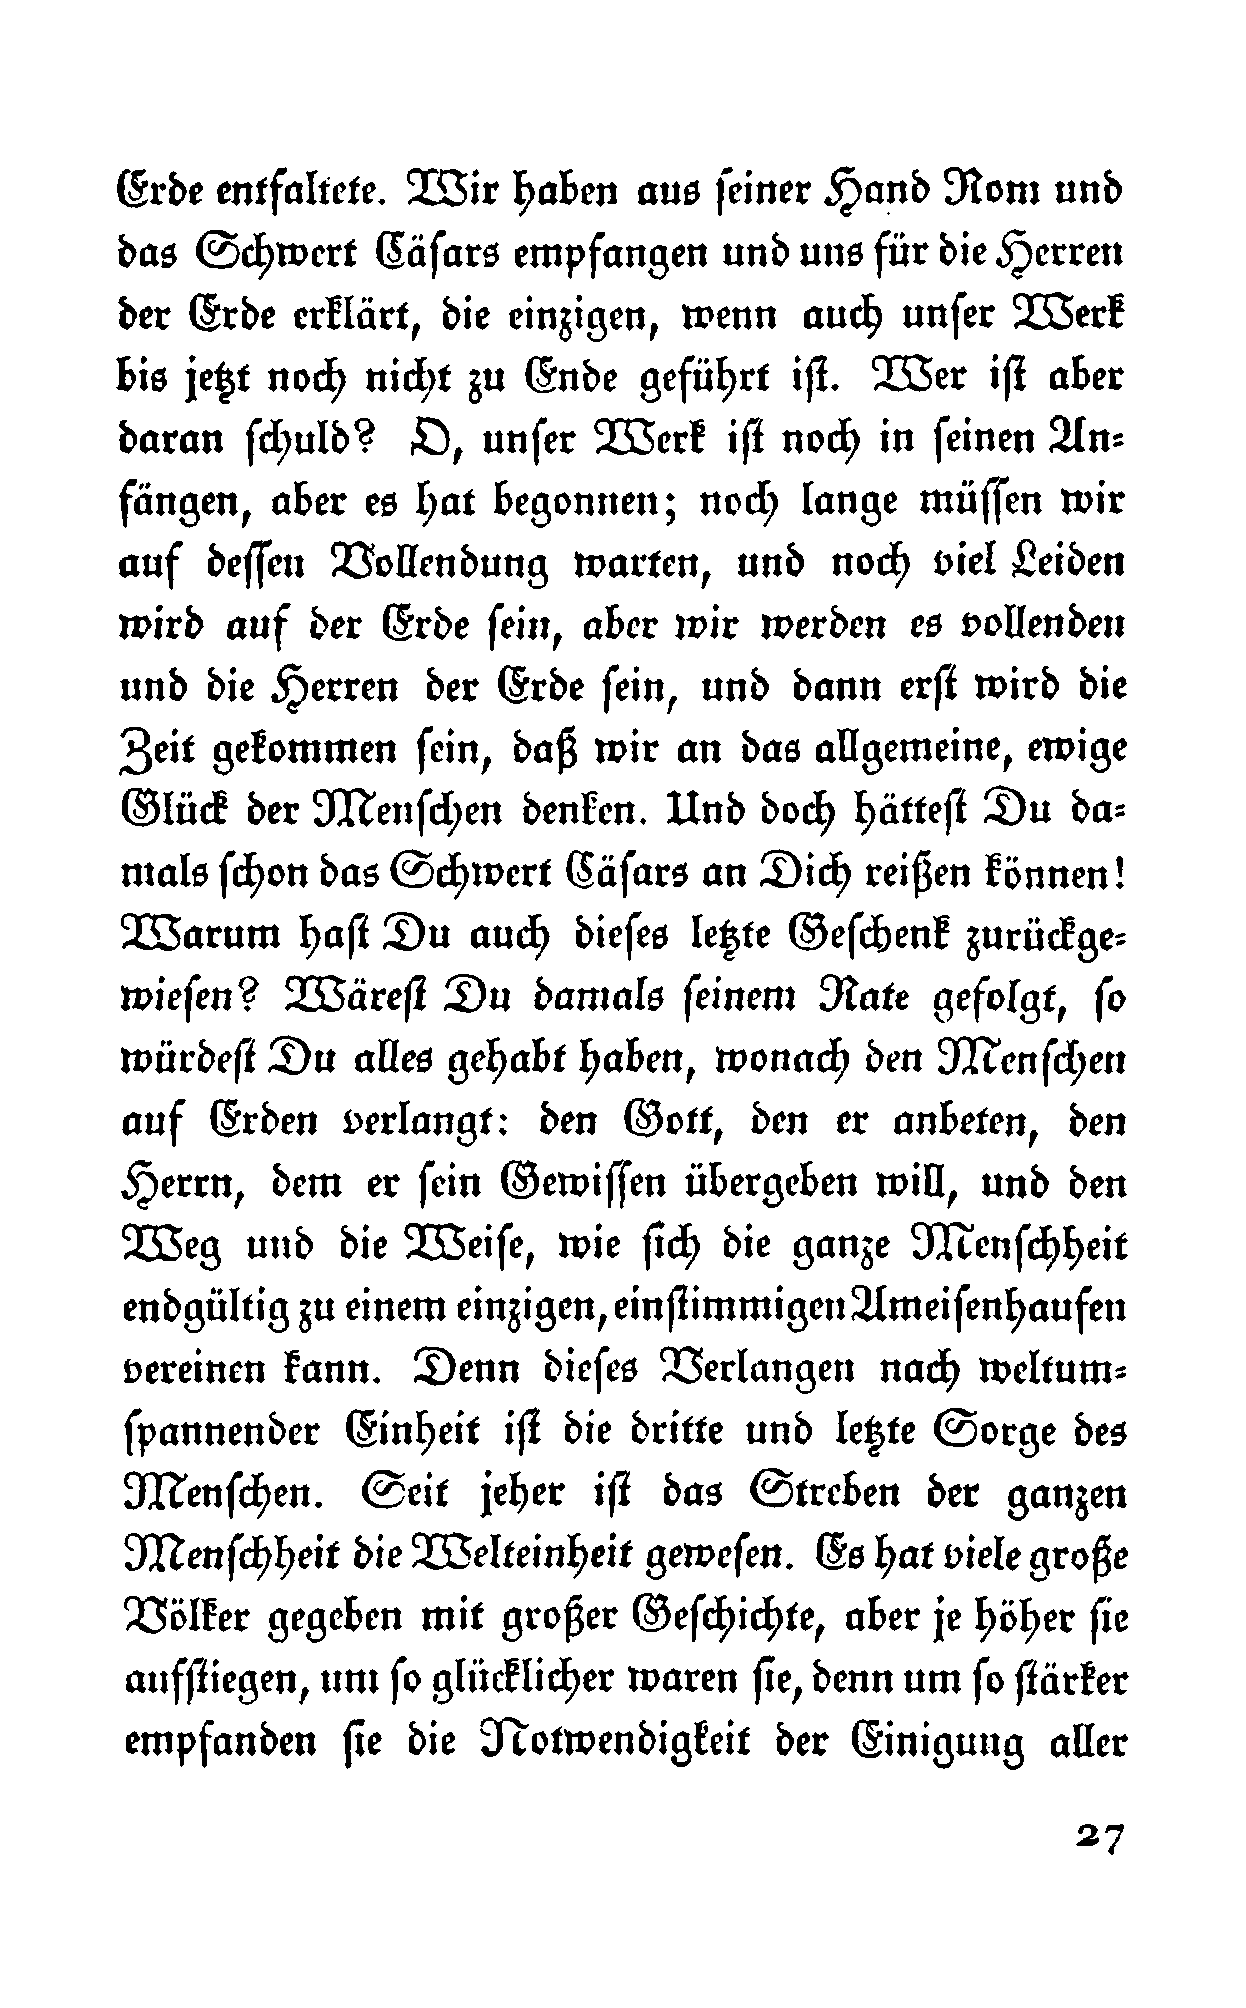 Erde entfaltete. Wir haben aus ſeiner Hand Rom und
das Schwert Cäſars empfangen und uns für die Herren
der Erde erklärt, die einzigen, wenn auch unſer Werk
bis jetzt noch nicht zu Ende geführt iſt. Wer iſt aber
daran ſchuld? O, unſer Werk iſt noch in ſeinen An-
fängen, aber es hat begonnen; noch lange müſſen wir
auf deſſen Vollendung warten, und noch viel Leiden
wird auf der Erde ſein, aber wir werden es vollenden
und die Herren der Erde ſein, und dann erſt wird die
Zeit gekommen ſein, daß wir an das allgemeine, ewige
Glück der Menſchen denken. Und doch hätteſt Du da-
mals ſchon das Schwert Cäſars an Dich reißen können!
Warum haſt Du auch dieſes letzte Geſchenk zurückge-
wieſen? Wäreſt Du damals ſeinem Rate gefolgt, ſo
würdeſt Du alles gehabt haben, wonach den Menſchen
auf Erden verlangt: den Gott, den er anbeten, den
Herrn, dem er ſein Gewiſſen übergeben will, und den
Weg und die Weiſe, wie ſich die ganze Menſchheit
endgültig zu einem einzigen, einſtimmigen Ameiſenhaufen
vereinen kann. Denn dieſes Verlangen nach weltum-
ſpannender Einheit iſt die dritte und letzte Sorge des
Menſchen. Seit jeher iſt das Streben der ganzen
Menſchheit die Welteinheit geweſen. Es hat viele große
Völker gegeben mit großer Geſchichte, aber je höher ſie
aufſtiegen, um ſo glücklicher waren ſie, denn um ſo ſtärker
empfanden ſie die Notwendigkeit der Einigung aller
27